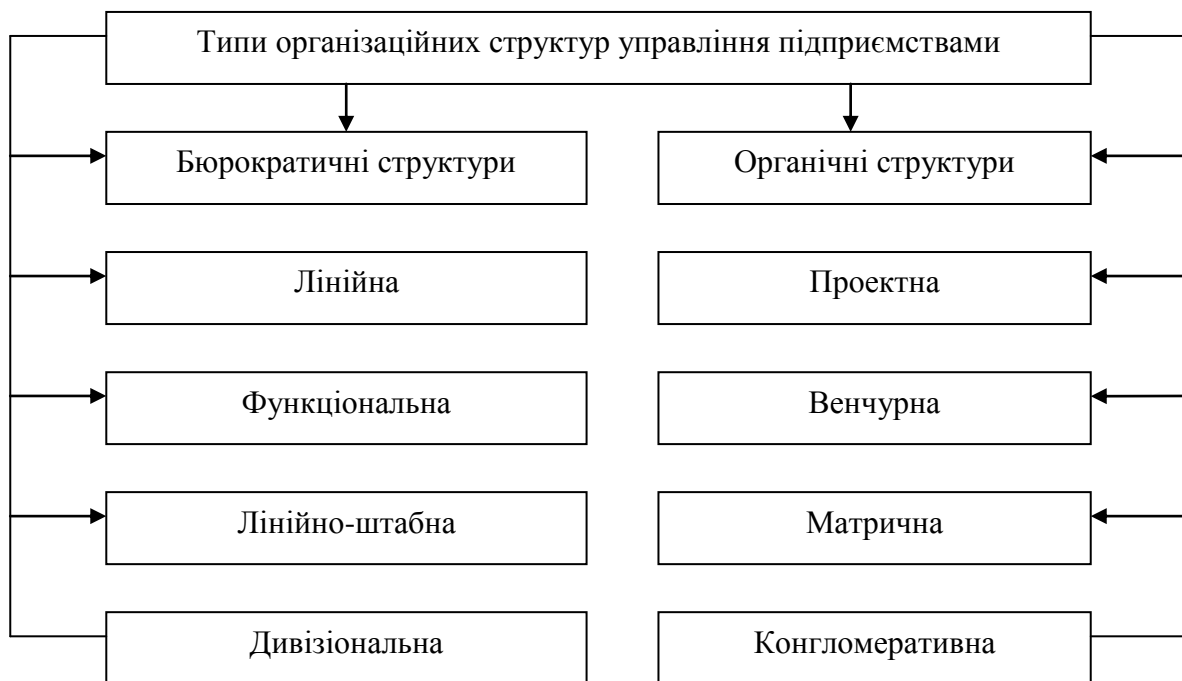 Типи організаційних структур управління підприємствами
Бюрократичні структури
Органічні структури
Лінійна
Проектна
Функціональна
Венчурна
Лінійно-штабна
Матрична
Дивізіональна
Конгломеративна